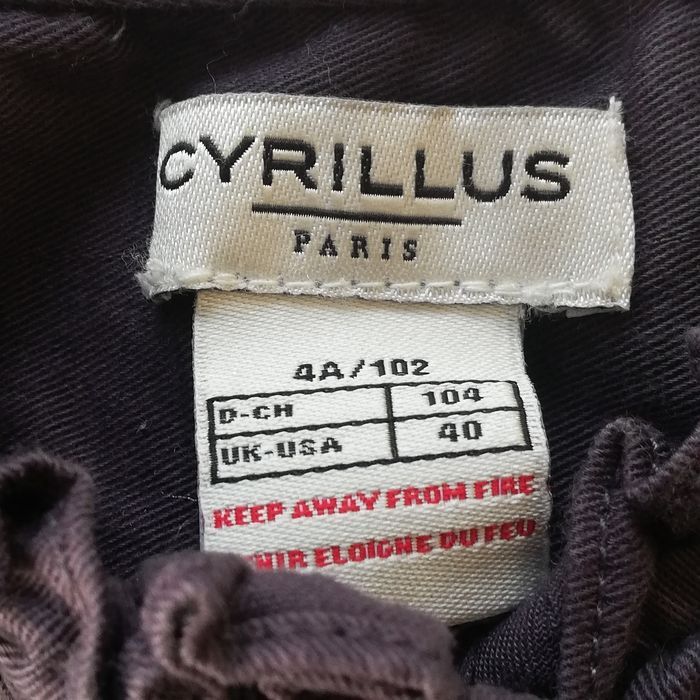 CYRILLUS
PARIS
4A/102
D-CH 104
UK-USA 40
KEEP AWAY FROM FIRE
ELOIGNE DU FEU